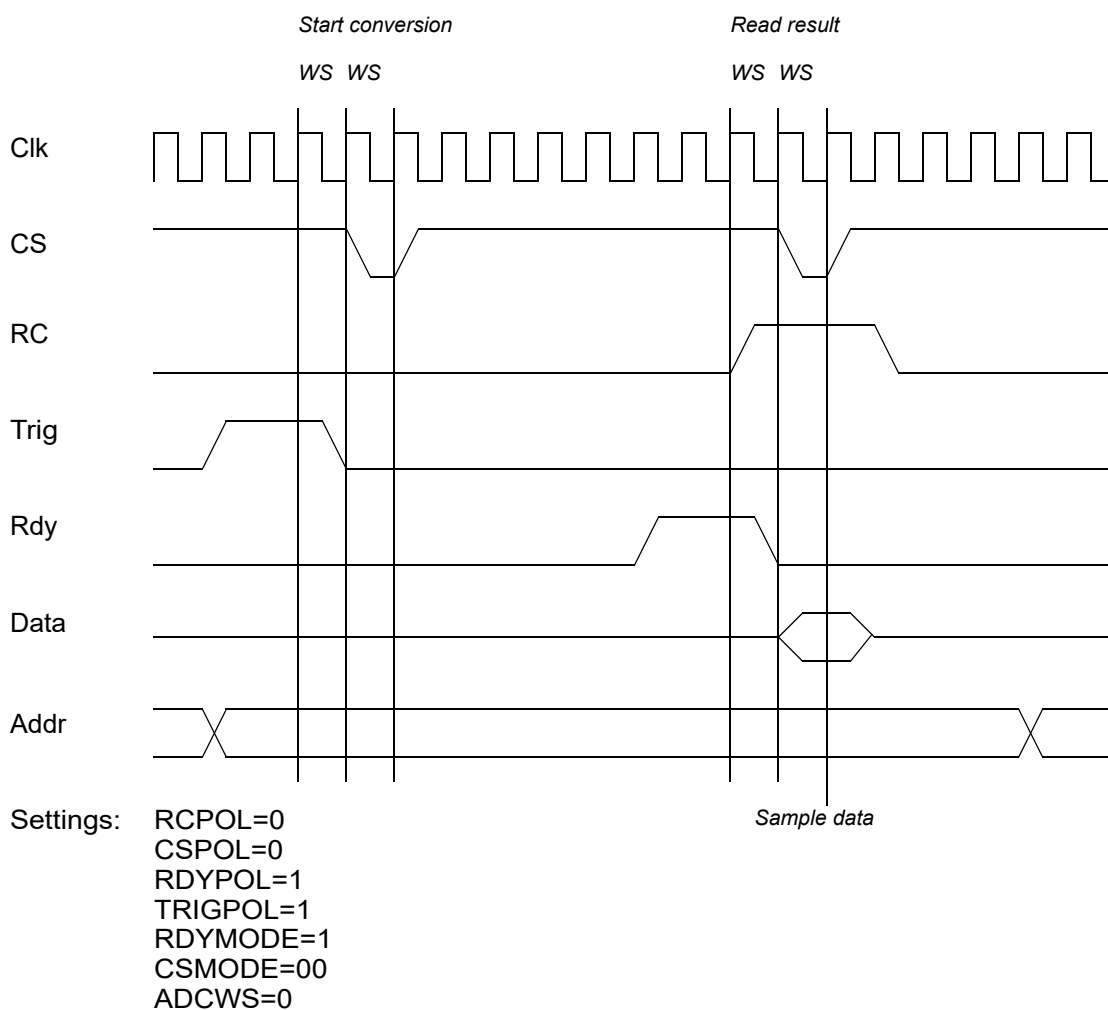 Start conversion Read result
WS WS WS WS
Clk
CS
RC
Trig
Rdy
Data
Addr
Sample data
Settings: RCPOL=0
CSPOL=0
RDYPOL=1
TRIGPOL=1
RDYMODE=1
CSMODE=00
ADCWS=0